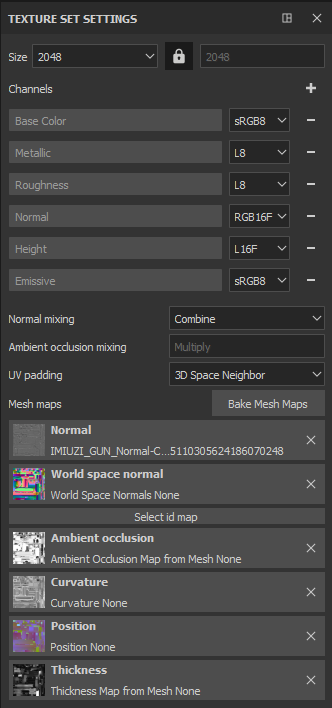 TEXTURE SET SETTINGS
Size 2048 2048
Channels
Base Color sRGB8
Metallic L8
Roughness L8
Normal RGB16F
Height L16F
Emissive sRGB8
Normal mixing Combine
Ambient occlusion mixing Multiply
UV padding 3D Space Neighbor
Mesh maps Bake Mesh Maps
Normal
IMIUZI_GUN_Normal-C...5110305624186070248
World space normal
World Space Normals None
Select id map
Ambient occlusion
Ambient Occlusion Map from Mesh None
Curvature
Curvature None
Position
Position None
Thickness
Thickness Map from Mesh None